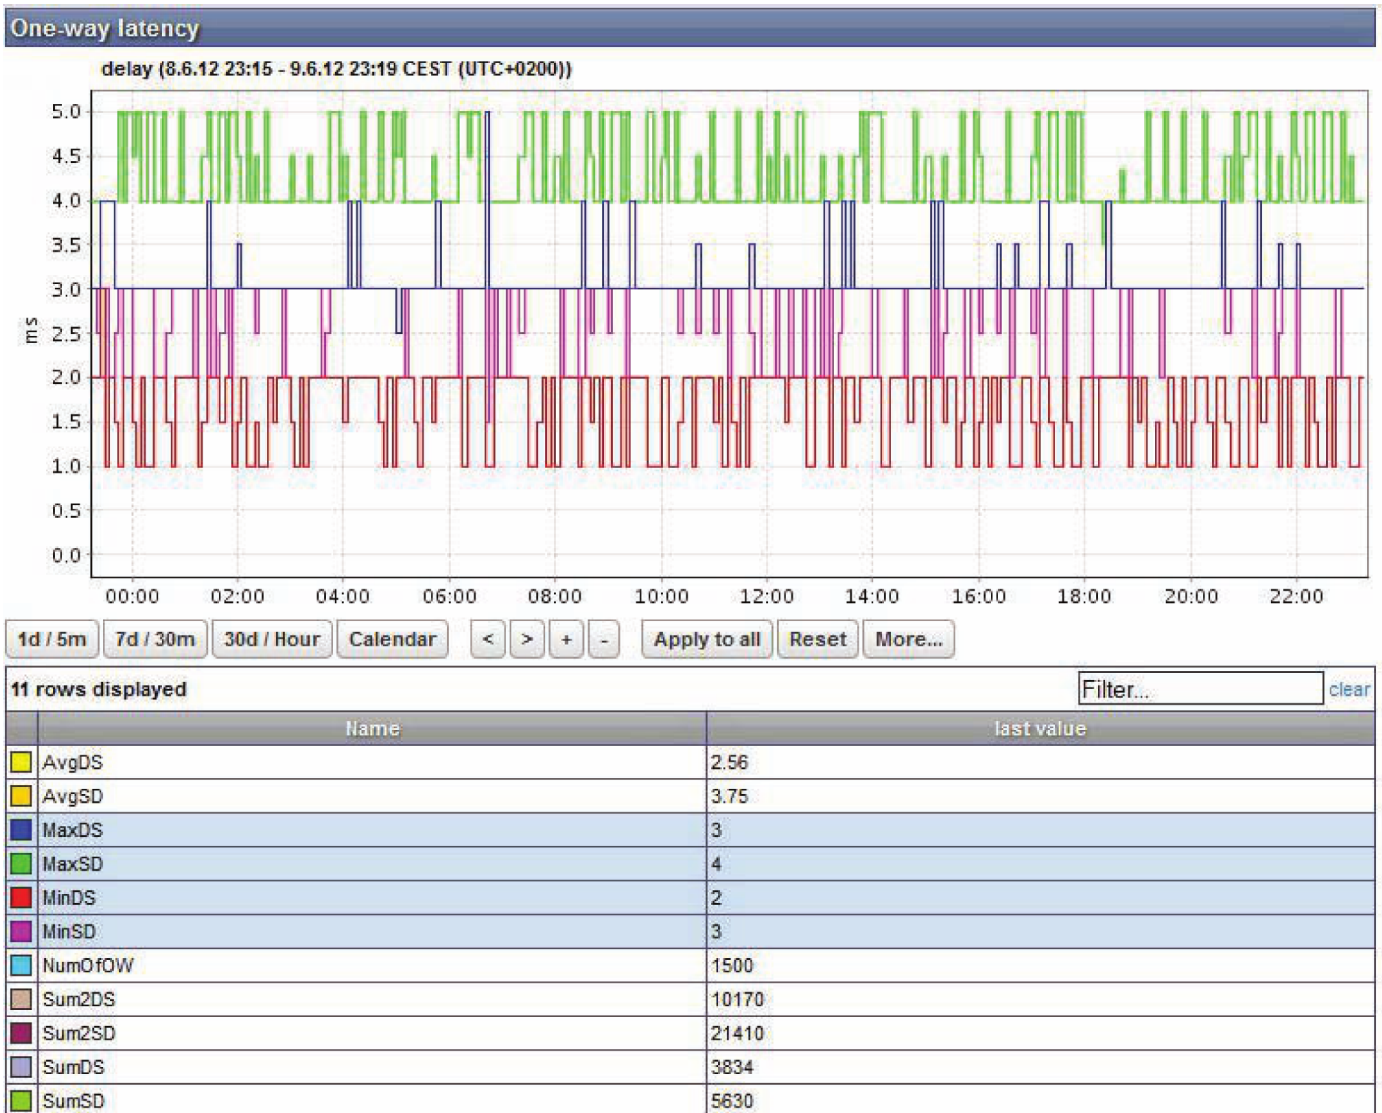 One-way latency
delay (8.6.12 23:15 - 9.6.12 23:19 CEST (UTC+0200))
5.0
4.5
4.0
3.5
3.0
2.5
2.0
1.5
1.0
0.5
0.0
ms
00:00 02:00 04:00 06:00 08:00 10:00 12:00 14:00 16:00 18:00 20:00 22:00
1d / 5m 7d / 30m 30d / Hour Calendar < > + - Apply to all Reset More...
11 rows displayed Filter... clear
Name last value
AvgDS 2.56
AvgSD 3.75
MaxDS 3
MaxSD 4
MinDS 2
MinSD 3
NumOfOW 1500
Sum2DS 10170
Sum2SD 21410
SumDS 3834
SumSD 5630